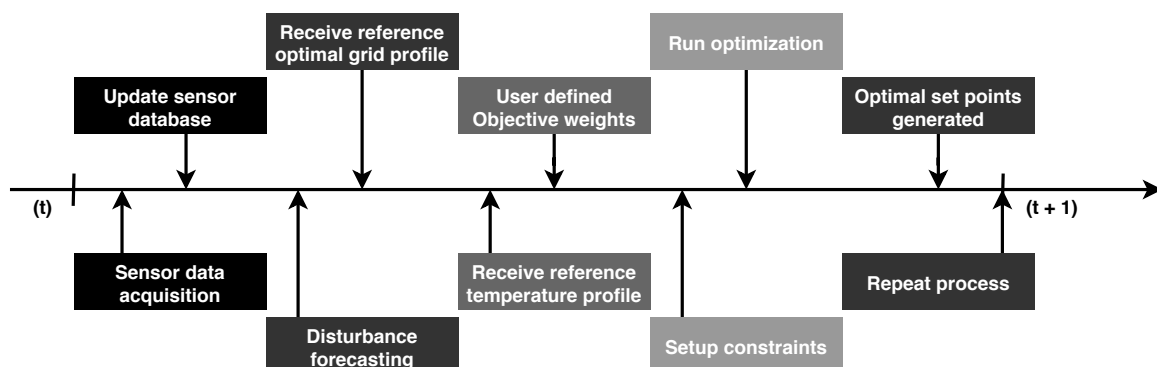 Receive reference
optimal grid profile
Run optimization
Update sensor
database
User defined
Objective weights
Optimal set points
generated
(t)
(t + 1)
Sensor data
acquisition
Receive reference
temperature profile
Repeat process
Disturbance
forecasting
Setup constraints